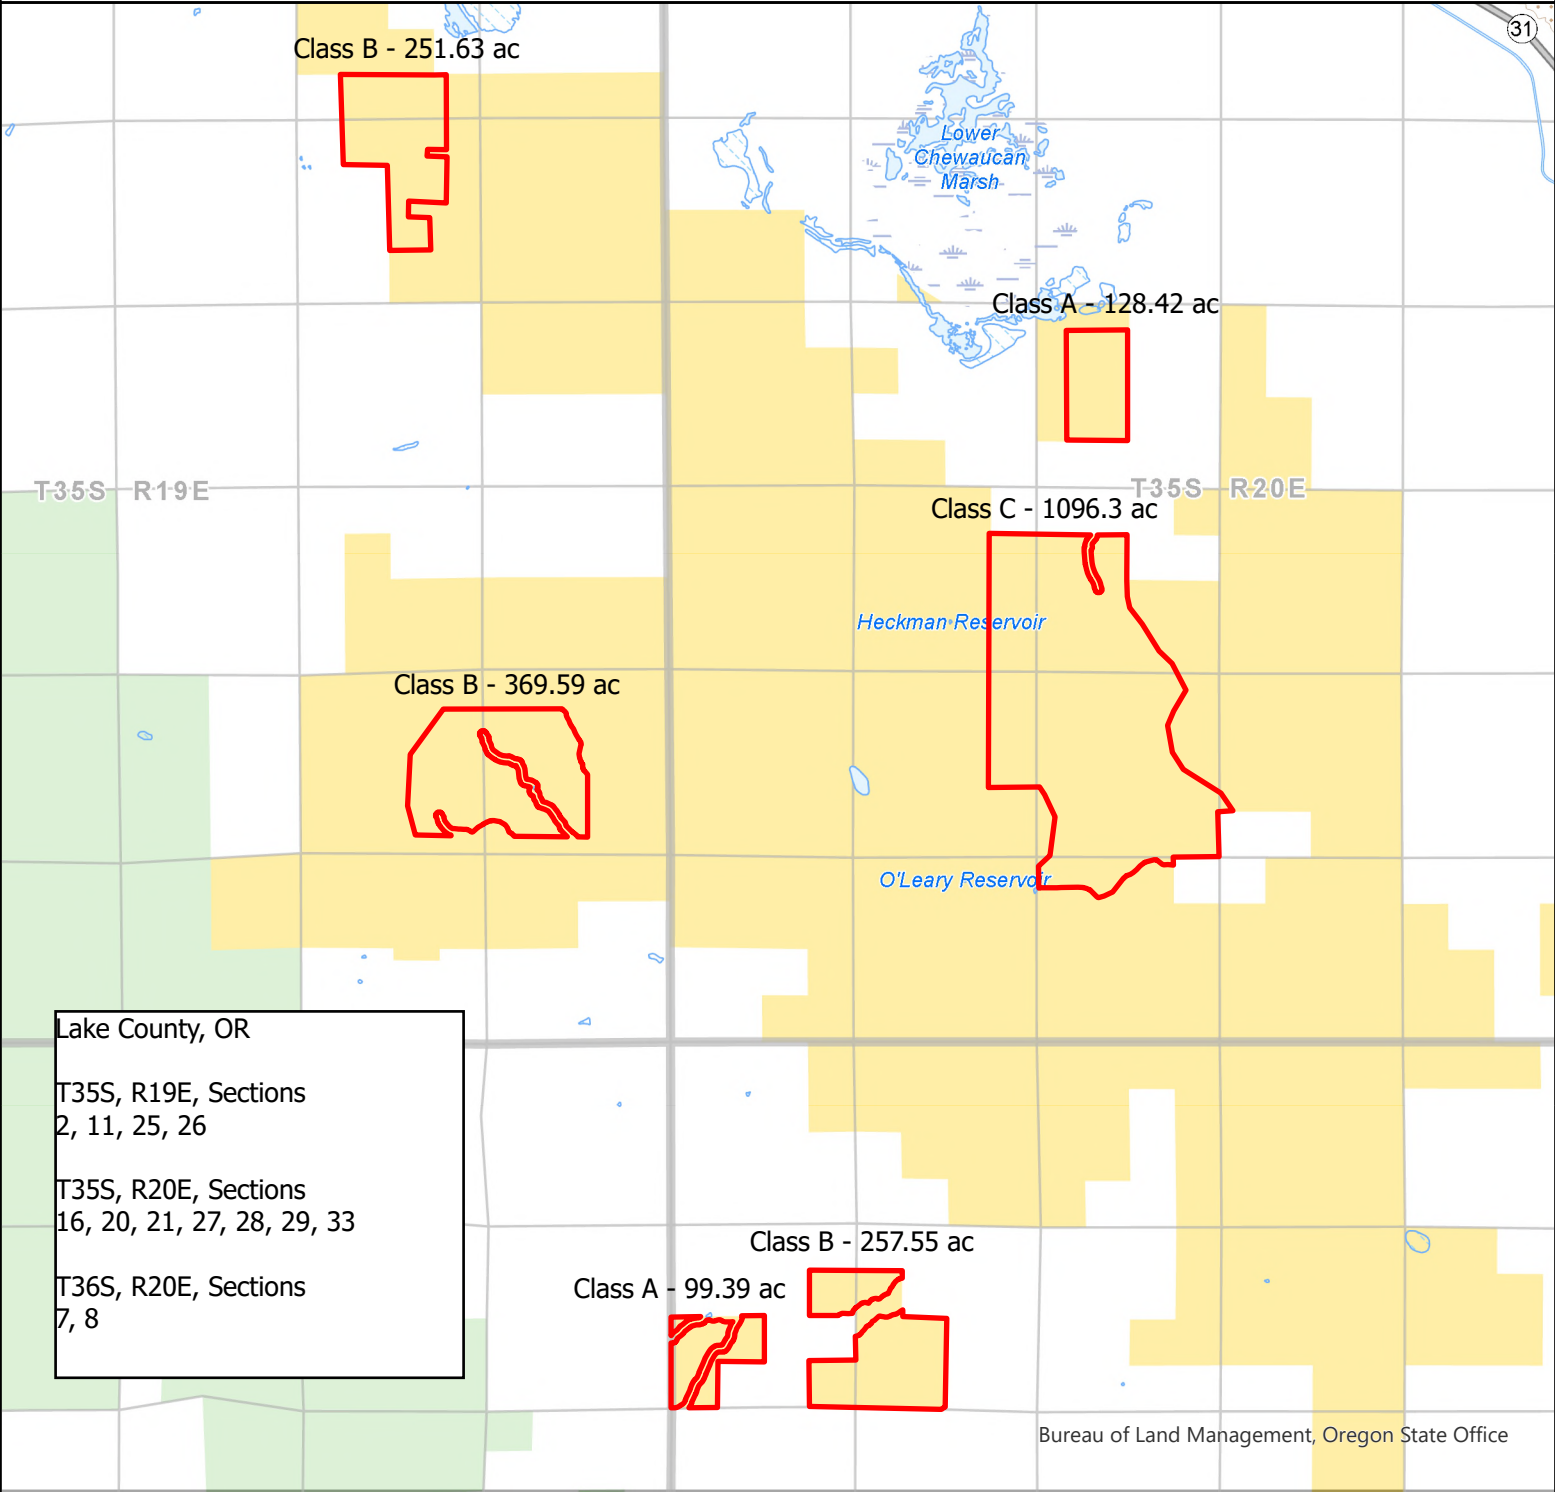 31
Class B - 251.63 ac
Lower
Chewaucan
Marsh
Class A - 128.42 ac
T35S R19E
T35S R20E
Class C - 1096.3 ac
Heckman Reservoir
Class B - 369.59 ac
O'Leary Reservoir
Lake County, OR
T35S, R19E, Sections
2, 11, 25, 26
T35S, R20E, Sections
16, 20, 21, 27, 28, 29, 33
T36S, R20E, Sections
7, 8
Class B - 257.55 ac
Class A - 99.39 ac
Bureau of Land Management, Oregon State Office